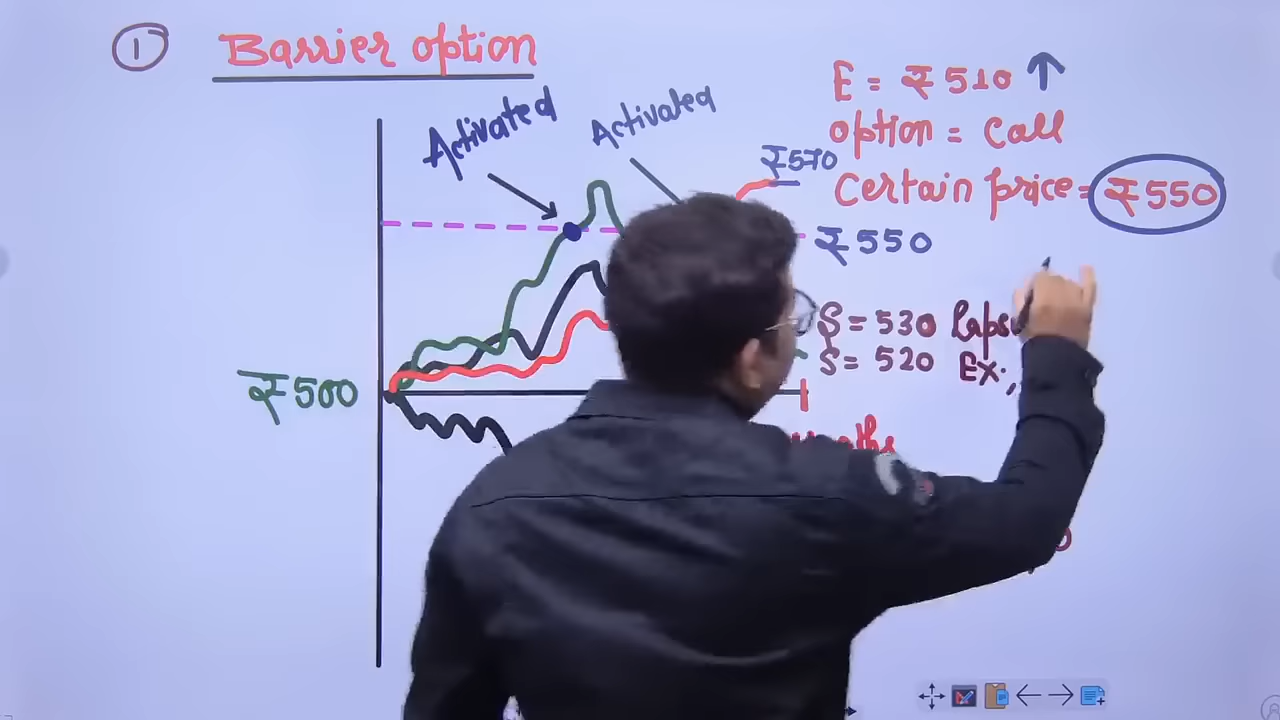 1 Barrier option
E = ₹510 ↑
option = Call
Certain price = ₹550
Activated
Activated
₹570
₹550
S = 530
S = 520 Ex.,
₹500